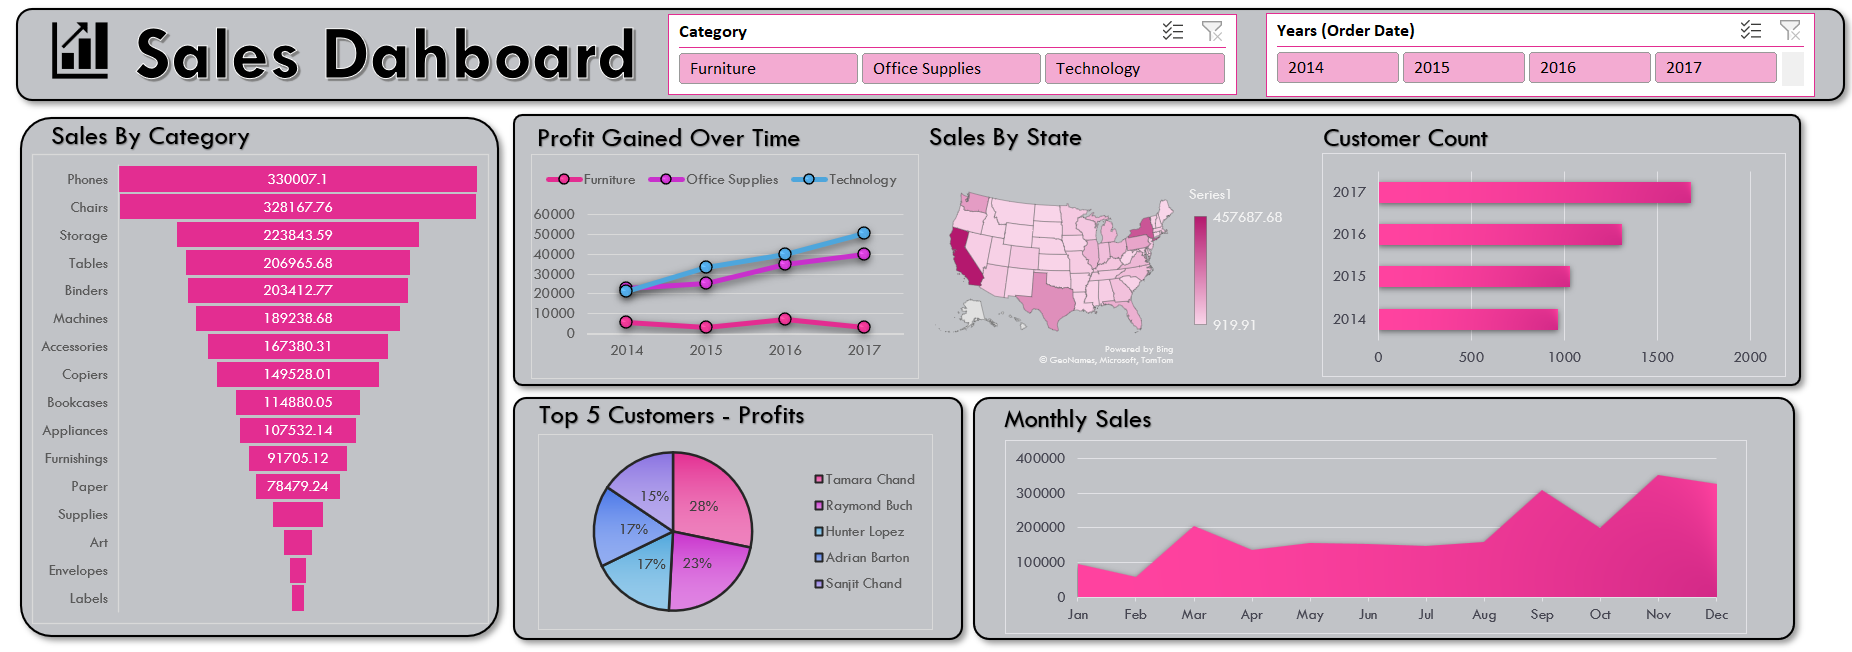 Sales Dahboard
Category
Furniture
Office Supplies
Technology
Years (Order Date)
2014
2015
2016
2017
Sales By Category
Phones
330007.1
Chairs
328167.76
Storage
223843.59
Tables
206965.68
Binders
203412.77
Machines
189238.68
Accessories
167380.31
Copiers
149528.01
Bookcases
114880.05
Appliances
107532.14
Furnishings
91705.12
Paper
78479.24
Supplies
Art
Envelopes
Labels
Profit Gained Over Time
Furniture
Office Supplies
Technology
60000
50000
40000
30000
20000
10000
0
2014
2015
2016
2017
Sales By State
Series1
457687.68
919.91
Powered by Bing
© GeoNames, Microsoft, TomTom
Customer Count
2017
2016
2015
2014
0
500
1000
1500
2000
Top 5 Customers - Profits
28%
23%
17%
17%
15%
Tamara Chand
Raymond Buch
Hunter Lopez
Adrian Barton
Sanjit Chand
Monthly Sales
400000
300000
200000
100000
0
Jan
Feb
Mar
Apr
May
Jun
Jul
Aug
Sep
Oct
Nov
Dec